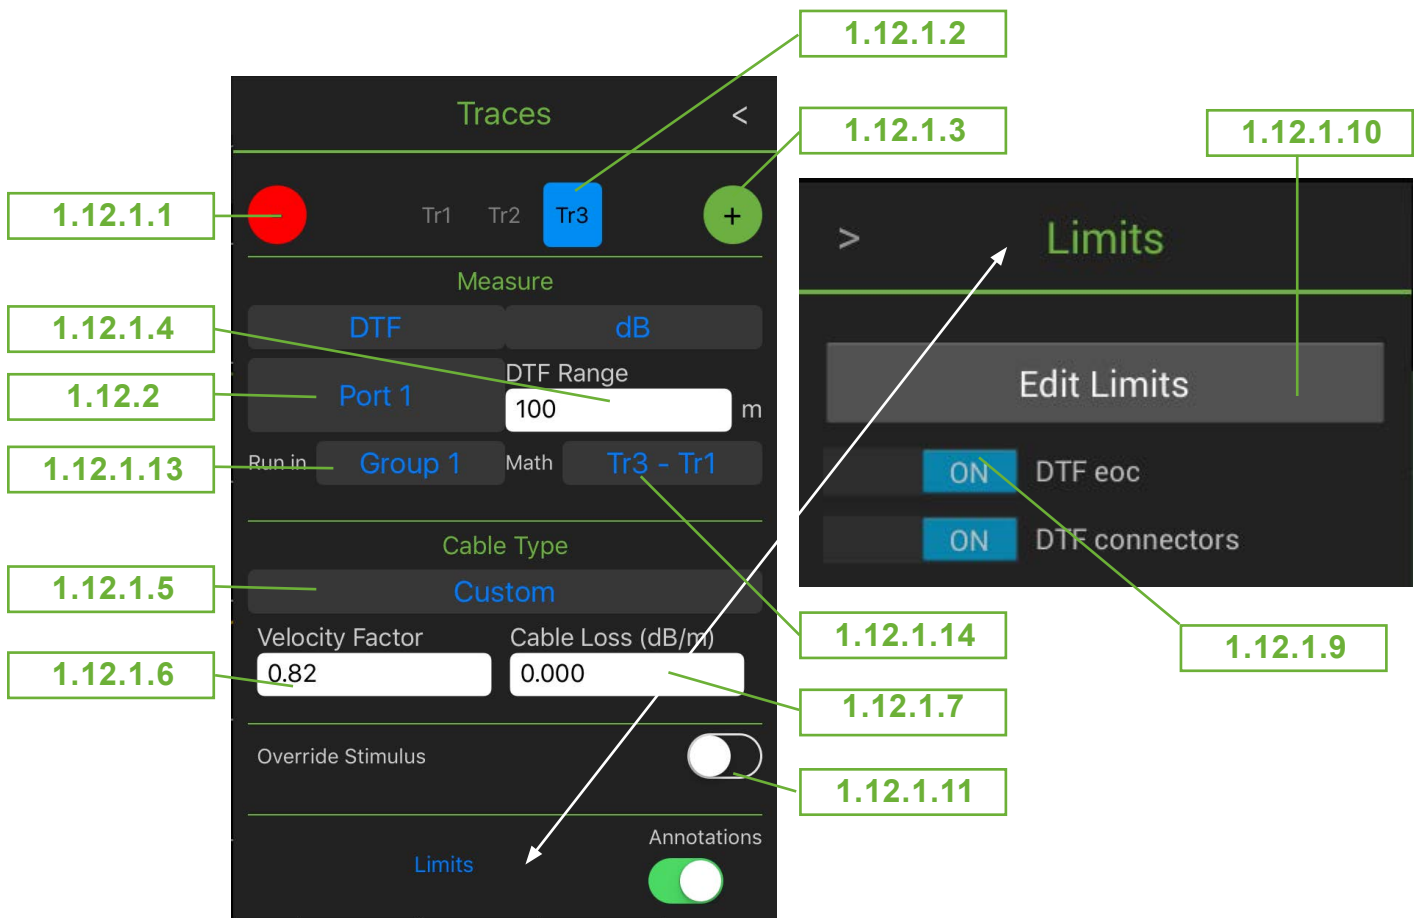 1.12.1.2
Traces <
1.12.1.3
1.12.1.10
1.12.1.1
Tr1 Tr2 Tr3 +
> Limits
Measure
1.12.1.4
DTF dB
Edit Limits
1.12.2
Port 1
DTF Range
100 m
1.12.1.13
Run in Group 1 Math Tr3 - Tr1
ON DTF eoc
ON DTF connectors
Cable Type
1.12.1.5
Custom
1.12.1.14
1.12.1.9
Velocity Factor Cable Loss (dB/m)
1.12.1.6
0.82 0.000
1.12.1.7
Override Stimulus
1.12.1.11
Annotations
Limits